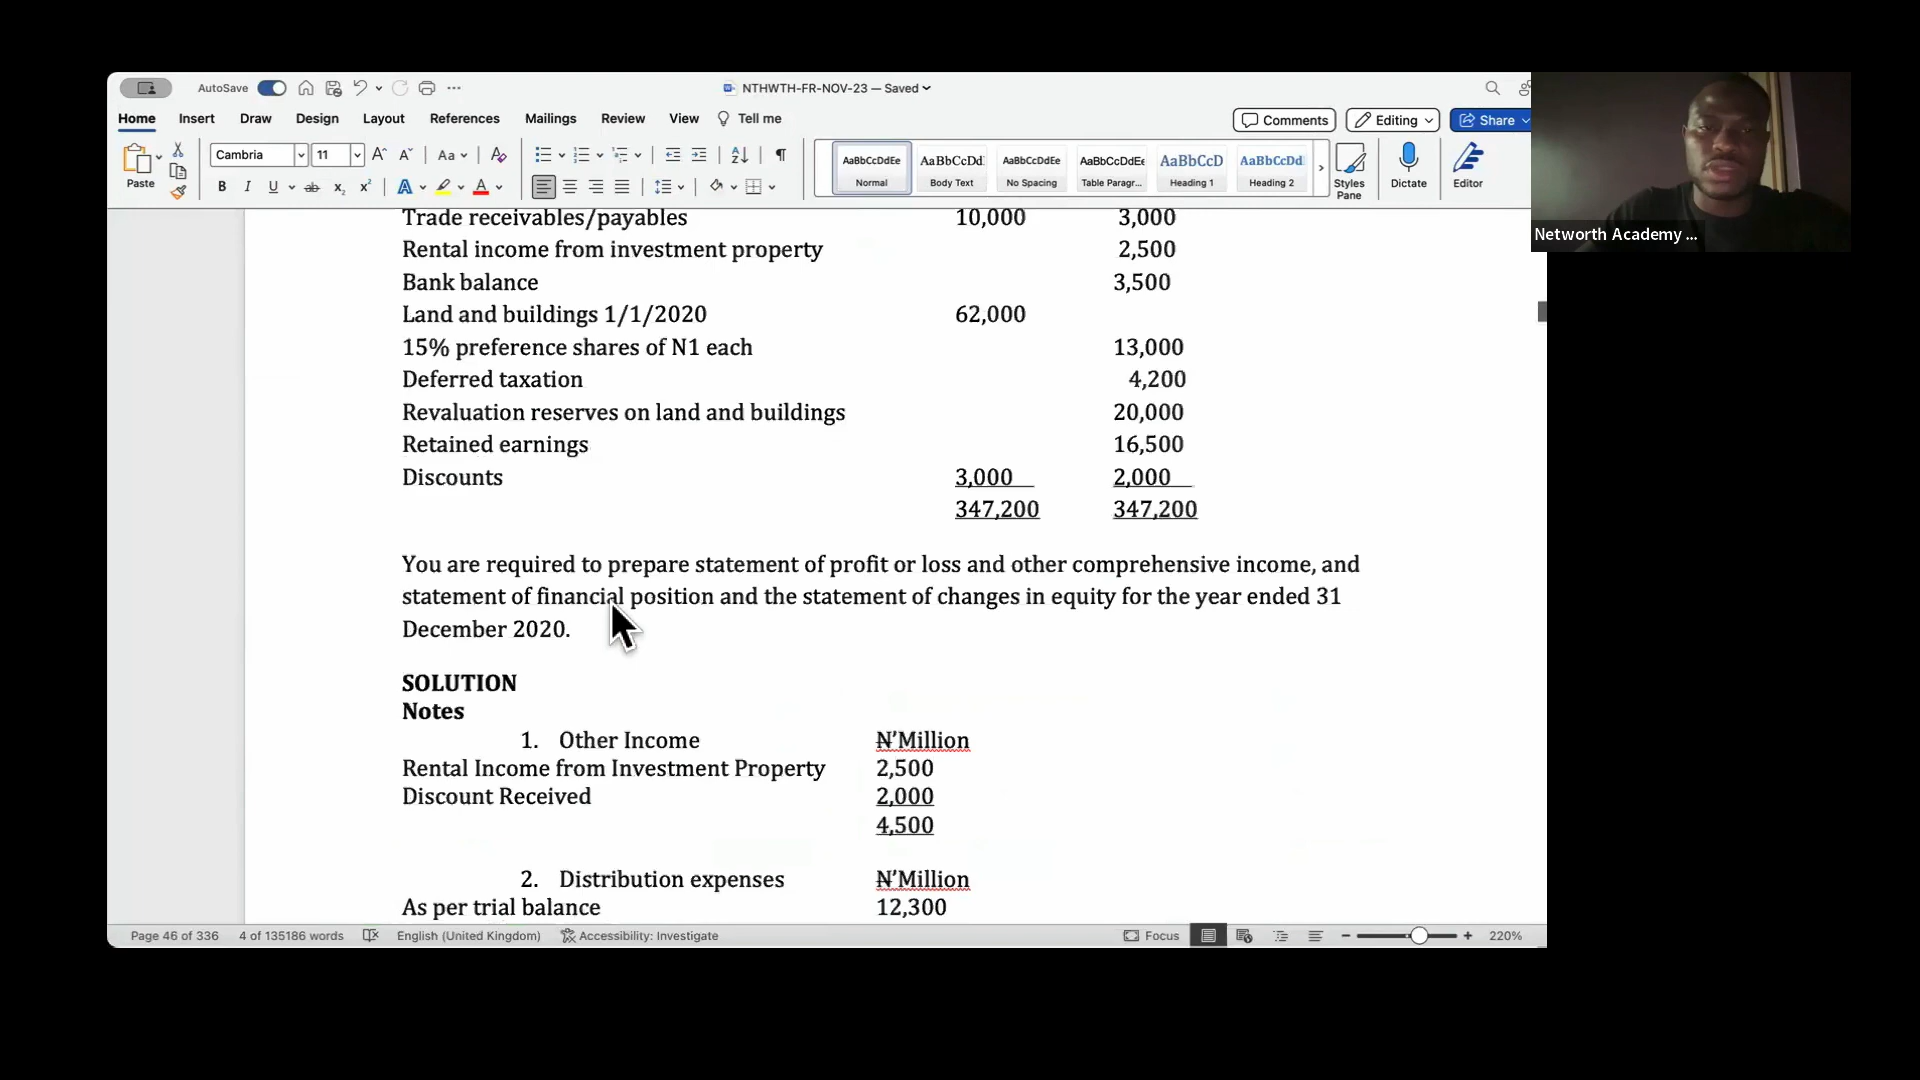 AutoSave
NTHWTH-FR-NOV-23 — Saved
Home Insert Draw Design Layout References Mailings Review View Tell me
Comments Editing Share
Paste
Cambria 11 Aa
AaBbCcDdEe AaBbCcDd AaBbCcDdEe AaBbCcDdEe AaBbCcD AaBbCcDd
Normal Body Text No Spacing Table Paragr... Heading 1 Heading 2
Styles Pane
Dictate
Editor
Networth Academy ...
Trade receivables/payables 10,000 3,000
Rental income from investment property 2,500
Bank balance 3,500
Land and buildings 1/1/2020 62,000
15% preference shares of N1 each 13,000
Deferred taxation 4,200
Revaluation reserves on land and buildings 20,000
Retained earnings 16,500
Discounts 3,000 2,000
347,200 347,200
You are required to prepare statement of profit or loss and other comprehensive income, and
statement of financial position and the statement of changes in equity for the year ended 31
December 2020.
SOLUTION
Notes
1. Other Income ₦'Million
Rental Income from Investment Property 2,500
Discount Received 2,000
4,500
2. Distribution expenses ₦'Million
As per trial balance 12,300
Page 46 of 336 4 of 135186 words English (United Kingdom) Accessibility: Investigate Focus 220%